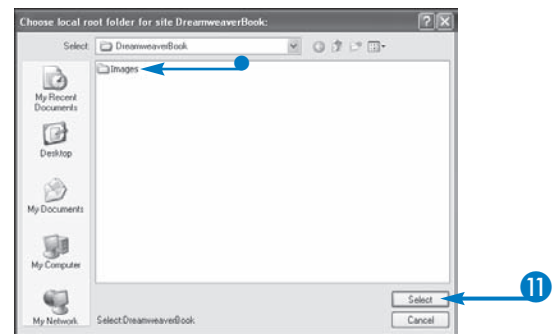 Choose local root folder for site DreamweaverBook:
Select: DreamweaverBook
Images
My Recent
Documents
Desktop
My Documents
My Computer
My Network
Select:DreamweaverBook
Select
Cancel
11